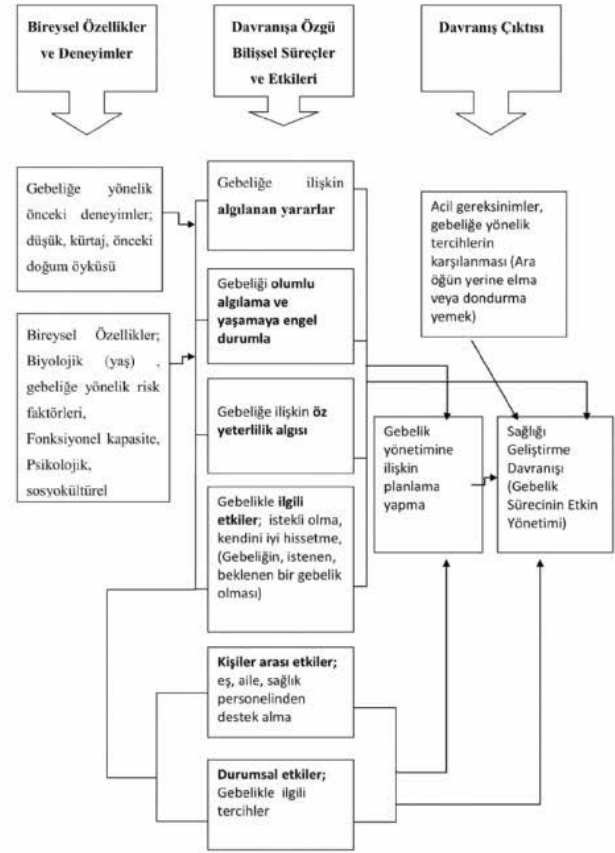 Bireysel Özellikler
ve Deneyimler
Davranışa Özgü
Bilişsel Süreçler
ve Etkileri
Davranış Çıktısı
Gebeliğe yönelik
önceki deneyimler;
düşük, kürtaj, önceki
doğum öyküsü
Bireysel Özellikler;
Biyolojik (yaş) ,
gebeliğe yönelik risk
faktörleri,
Fonksiyonel kapasite,
Psikolojik,
sosyokültürel
Gebeliğe ilişkin
algılanan yararlar
Gebeliği olumlu
algılama ve
yaşamaya engel
durumla
Gebeliğe ilişkin öz
yeterlilik algısı
Gebelikle ilgili
etkiler; istekli olma,
kendini iyi hissetme,
(Gebeliğin, istenen,
beklenen bir gebelik
olması)
Kişiler arası etkiler;
eş, aile, sağlık
personelinden
destek alma
Durumsal etkiler;
Gebelikle ilgili
tercihler
Acil gereksinimler,
gebeliğe yönelik
tercihlerin
karşılanması (Ara
öğün yerine elma
veya dondurma
yemek)
Gebelik
yönetimine
ilişkin
planlama
yapma
Sağlığı
Geliştirme
Davranışı
(Gebelik
Sürecinin Etkin
Yönetimi)